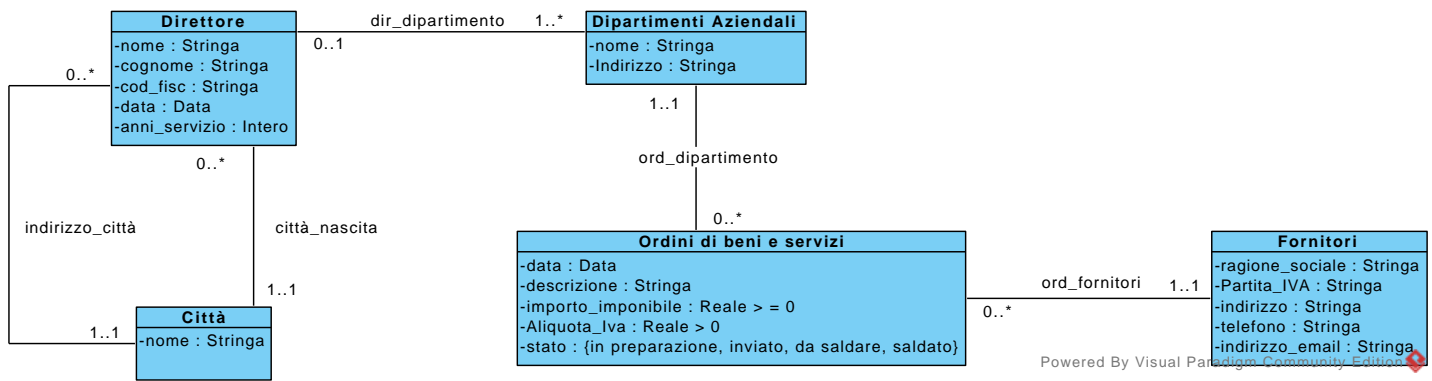 Direttore
-nome : Stringa
-cognome : Stringa
-cod_fisc : Stringa
-data : Data
-anni_servizio : Intero
dir_dipartimento
0..1
1..*
Dipartimenti Aziendali
-nome : Stringa
-Indirizzo : Stringa
0..*
1..1
0..*
ord_dipartimento
indirizzo_città
città_nascita
0..*
1..1
1..1
Città
-nome : Stringa
Ordini di beni e servizi
-data : Data
-descrizione : Stringa
-importo_imponibile : Reale > = 0
-Aliquota_Iva : Reale > 0
-stato : {in preparazione, inviato, da saldare, saldato}
ord_fornitori
0..*
1..1
Fornitori
-ragione_sociale : Stringa
-Partita_IVA : Stringa
-indirizzo : Stringa
-telefono : Stringa
-indirizzo_email : Stringa
Powered By Visual Paradigm Community Edition